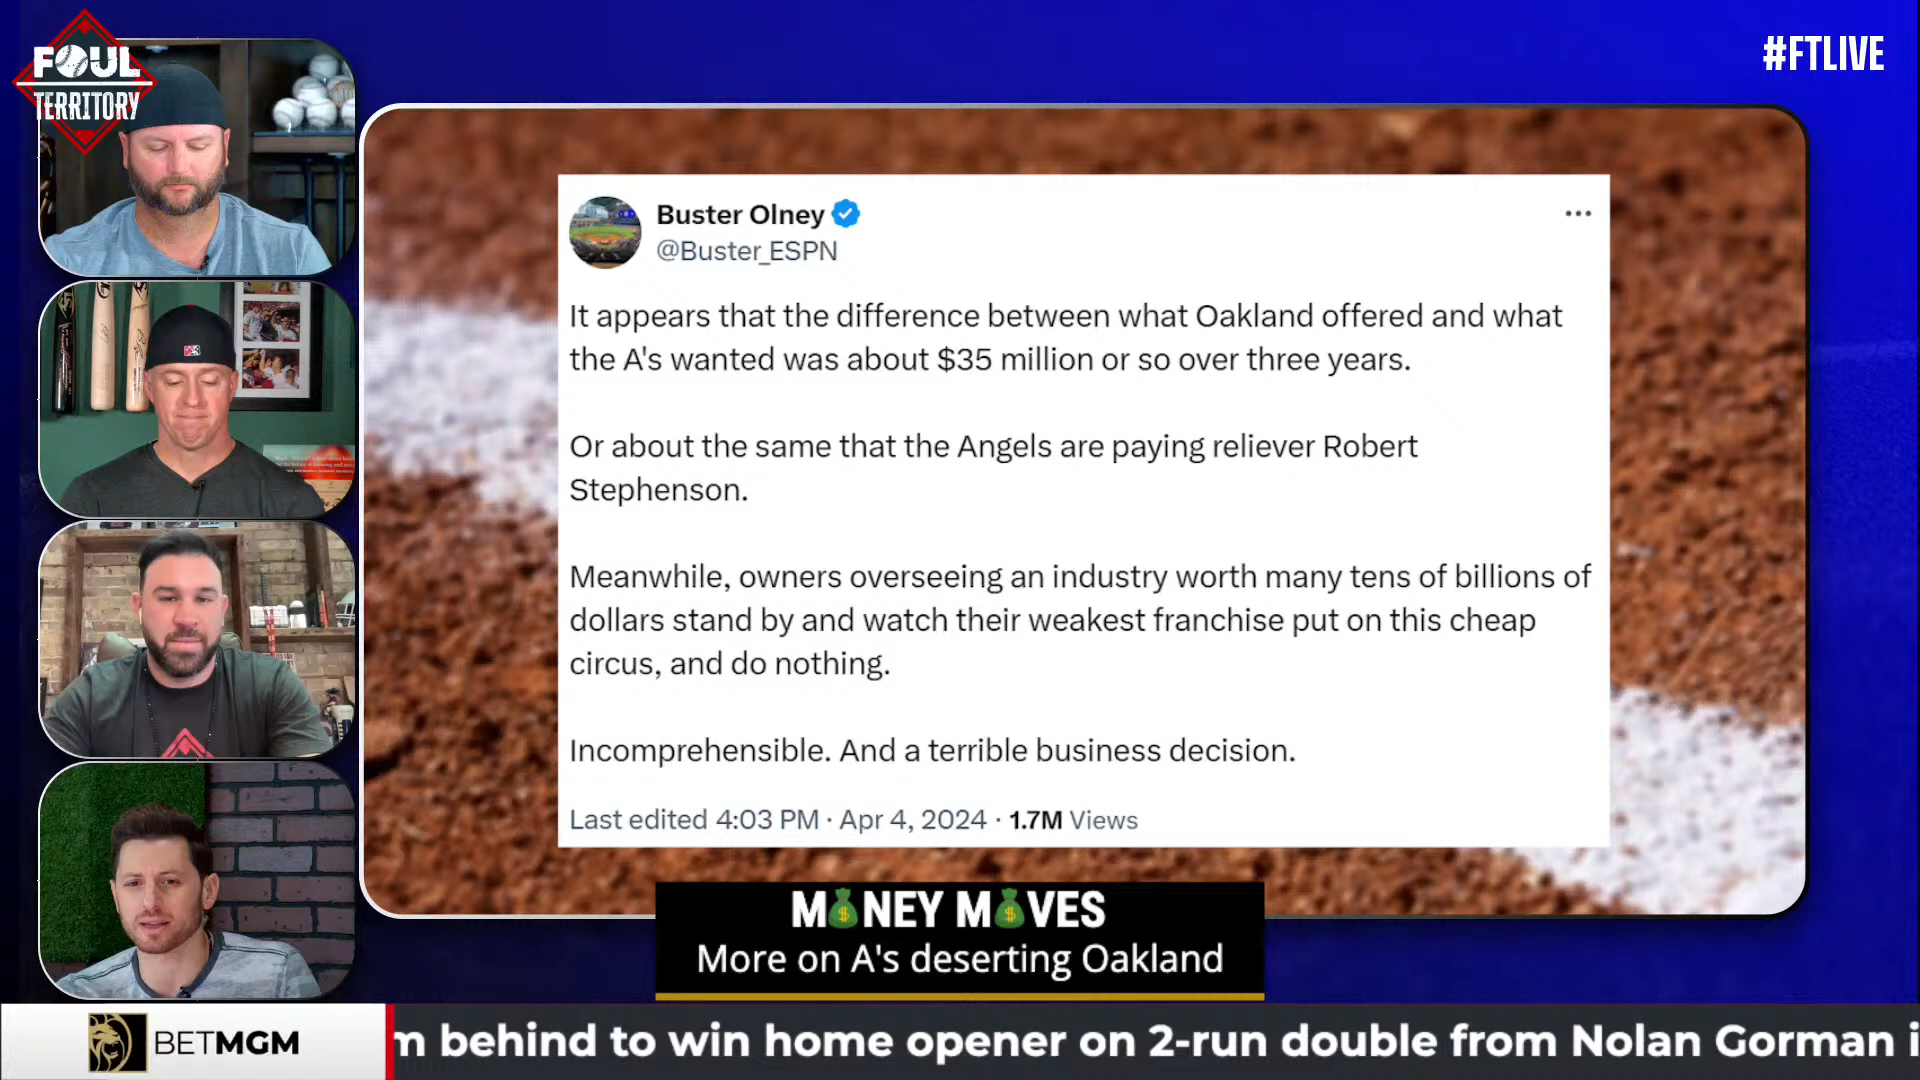 FOUL
TERRITORY
#FTLIVE
Buster Olney
@Buster_ESPN
It appears that the difference between what Oakland offered and what
the A's wanted was about $35 million or so over three years.
Or about the same that the Angels are paying reliever Robert
Stephenson.
Meanwhile, owners overseeing an industry worth many tens of billions of
dollars stand by and watch their weakest franchise put on this cheap
circus, and do nothing.
Incomprehensible. And a terrible business decision.
Last edited 4:03 PM · Apr 4, 2024 · 1.7M Views
M💰NEY M💰VES
More on A's deserting Oakland
BETMGM
m behind to win home opener on 2-run double from Nolan Gorman i